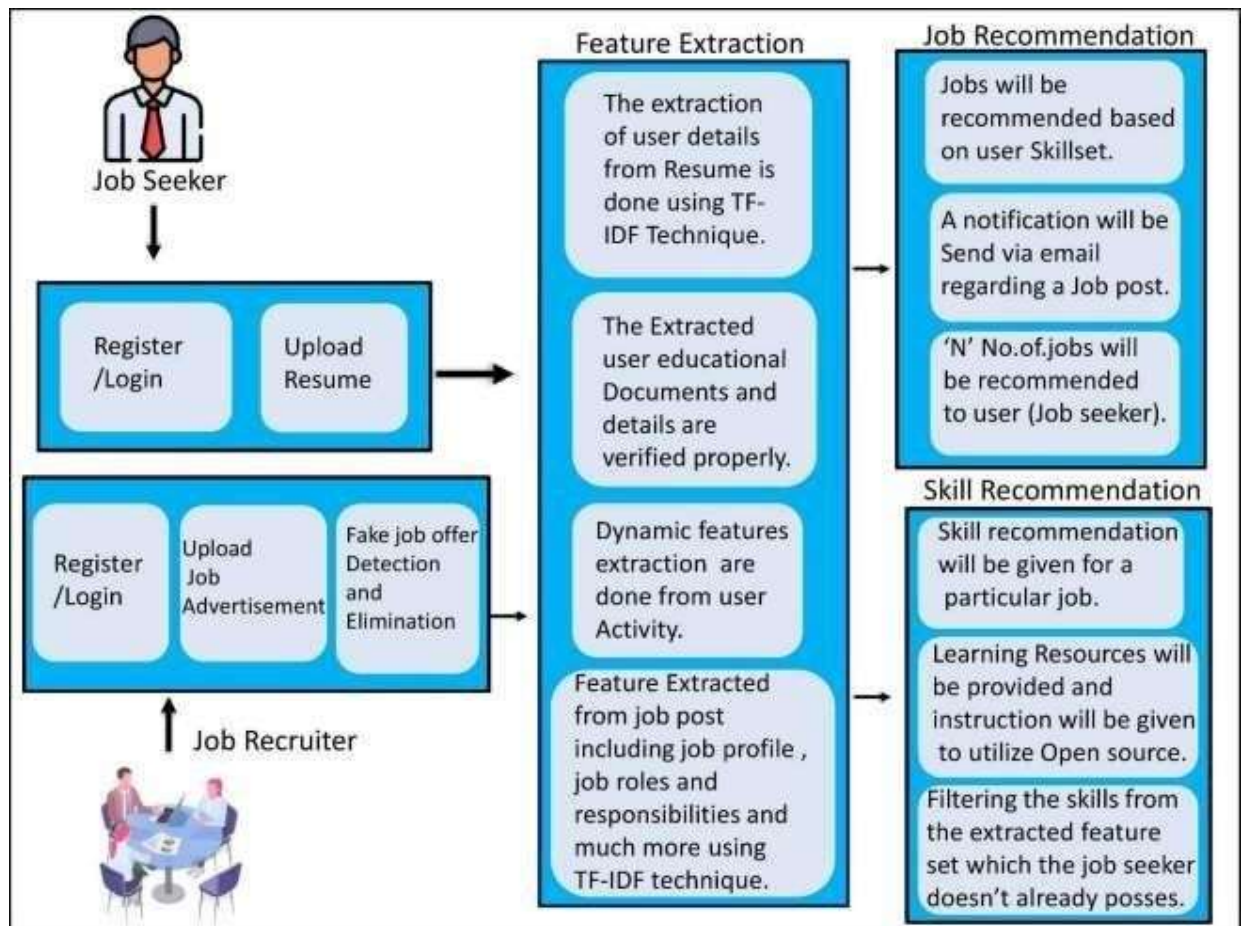 Job Seeker
Register
/Login
Upload
Resume
Register
/Login
Upload
Job
Advertisement
Fake job offer
Detection
and
Elimination
Job Recruiter
Feature Extraction
The extraction
of user details
from Resume is
done using TF-
IDF Technique.
The Extracted
user educational
Documents and
details are
verified properly.
Dynamic features
extraction are
done from user
Activity.
Feature Extracted
from job post
including job profile ,
job roles and
responsibilities and
much more using
TF-IDF technique.
Job Recommendation
Jobs will be
recommended based
on user Skillset.
A notification will be
Send via email
regarding a Job post.
‘N’ No.of.jobs will
be recommended
to user (Job seeker).
Skill Recommendation
Skill recommendation
will be given for a
particular job.
Learning Resources will
be provided and
instruction will be given
to utilize Open source.
Filtering the skills from
the extracted feature
set which the job seeker
doesn’t already posses.